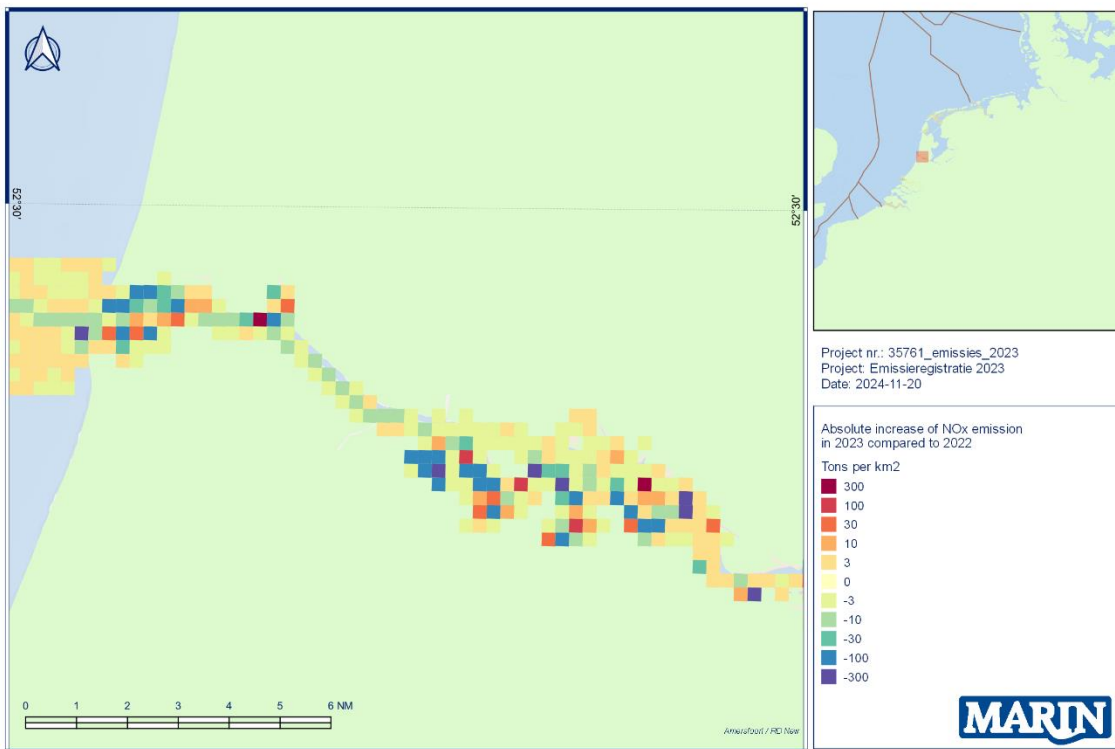 52°30'
52°30'
0 1 2 3 4 5 6 NM
Amersfoort / RD New
Project nr.: 35761_emissies_2023
Project: Emissieregistratie 2023
Date: 2024-11-20
Absolute increase of NOx emission
in 2023 compared to 2022
Tons per km2
300
100
30
10
3
0
-3
-10
-30
-100
-300
MARIN